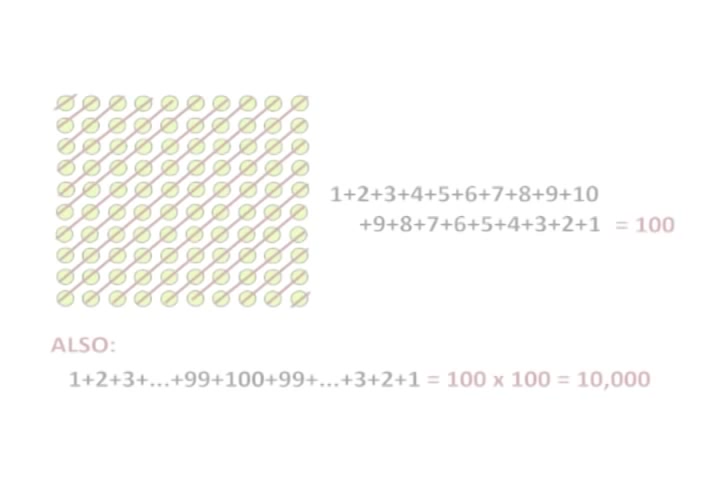 1+2+3+4+5+6+7+8+9+10
+9+8+7+6+5+4+3+2+1 = 100
ALSO:
1+2+3+...+99+100+99+...+3+2+1 = 100 x 100 = 10,000